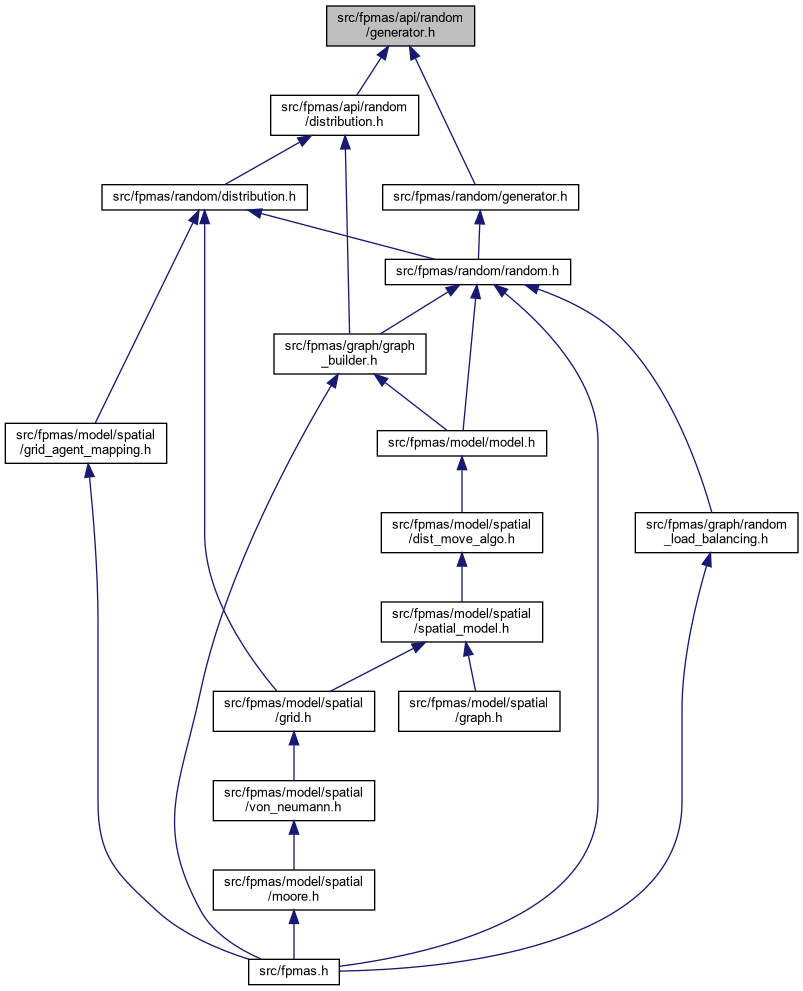 src/fpmas/api/random
/generator.h
src/fpmas/api/random
/distribution.h
src/fpmas/random/distribution.h
src/fpmas/random/generator.h
src/fpmas/random/random.h
src/fpmas/graph/graph
_builder.h
src/fpmas/model/spatial
/grid_agent_mapping.h
src/fpmas/model/model.h
src/fpmas/model/spatial
/dist_move_algo.h
src/fpmas/graph/random
_load_balancing.h
src/fpmas/model/spatial
/spatial_model.h
src/fpmas/model/spatial
/grid.h
src/fpmas/model/spatial
/graph.h
src/fpmas/model/spatial
/von_neumann.h
src/fpmas/model/spatial
/moore.h
src/fpmas.h